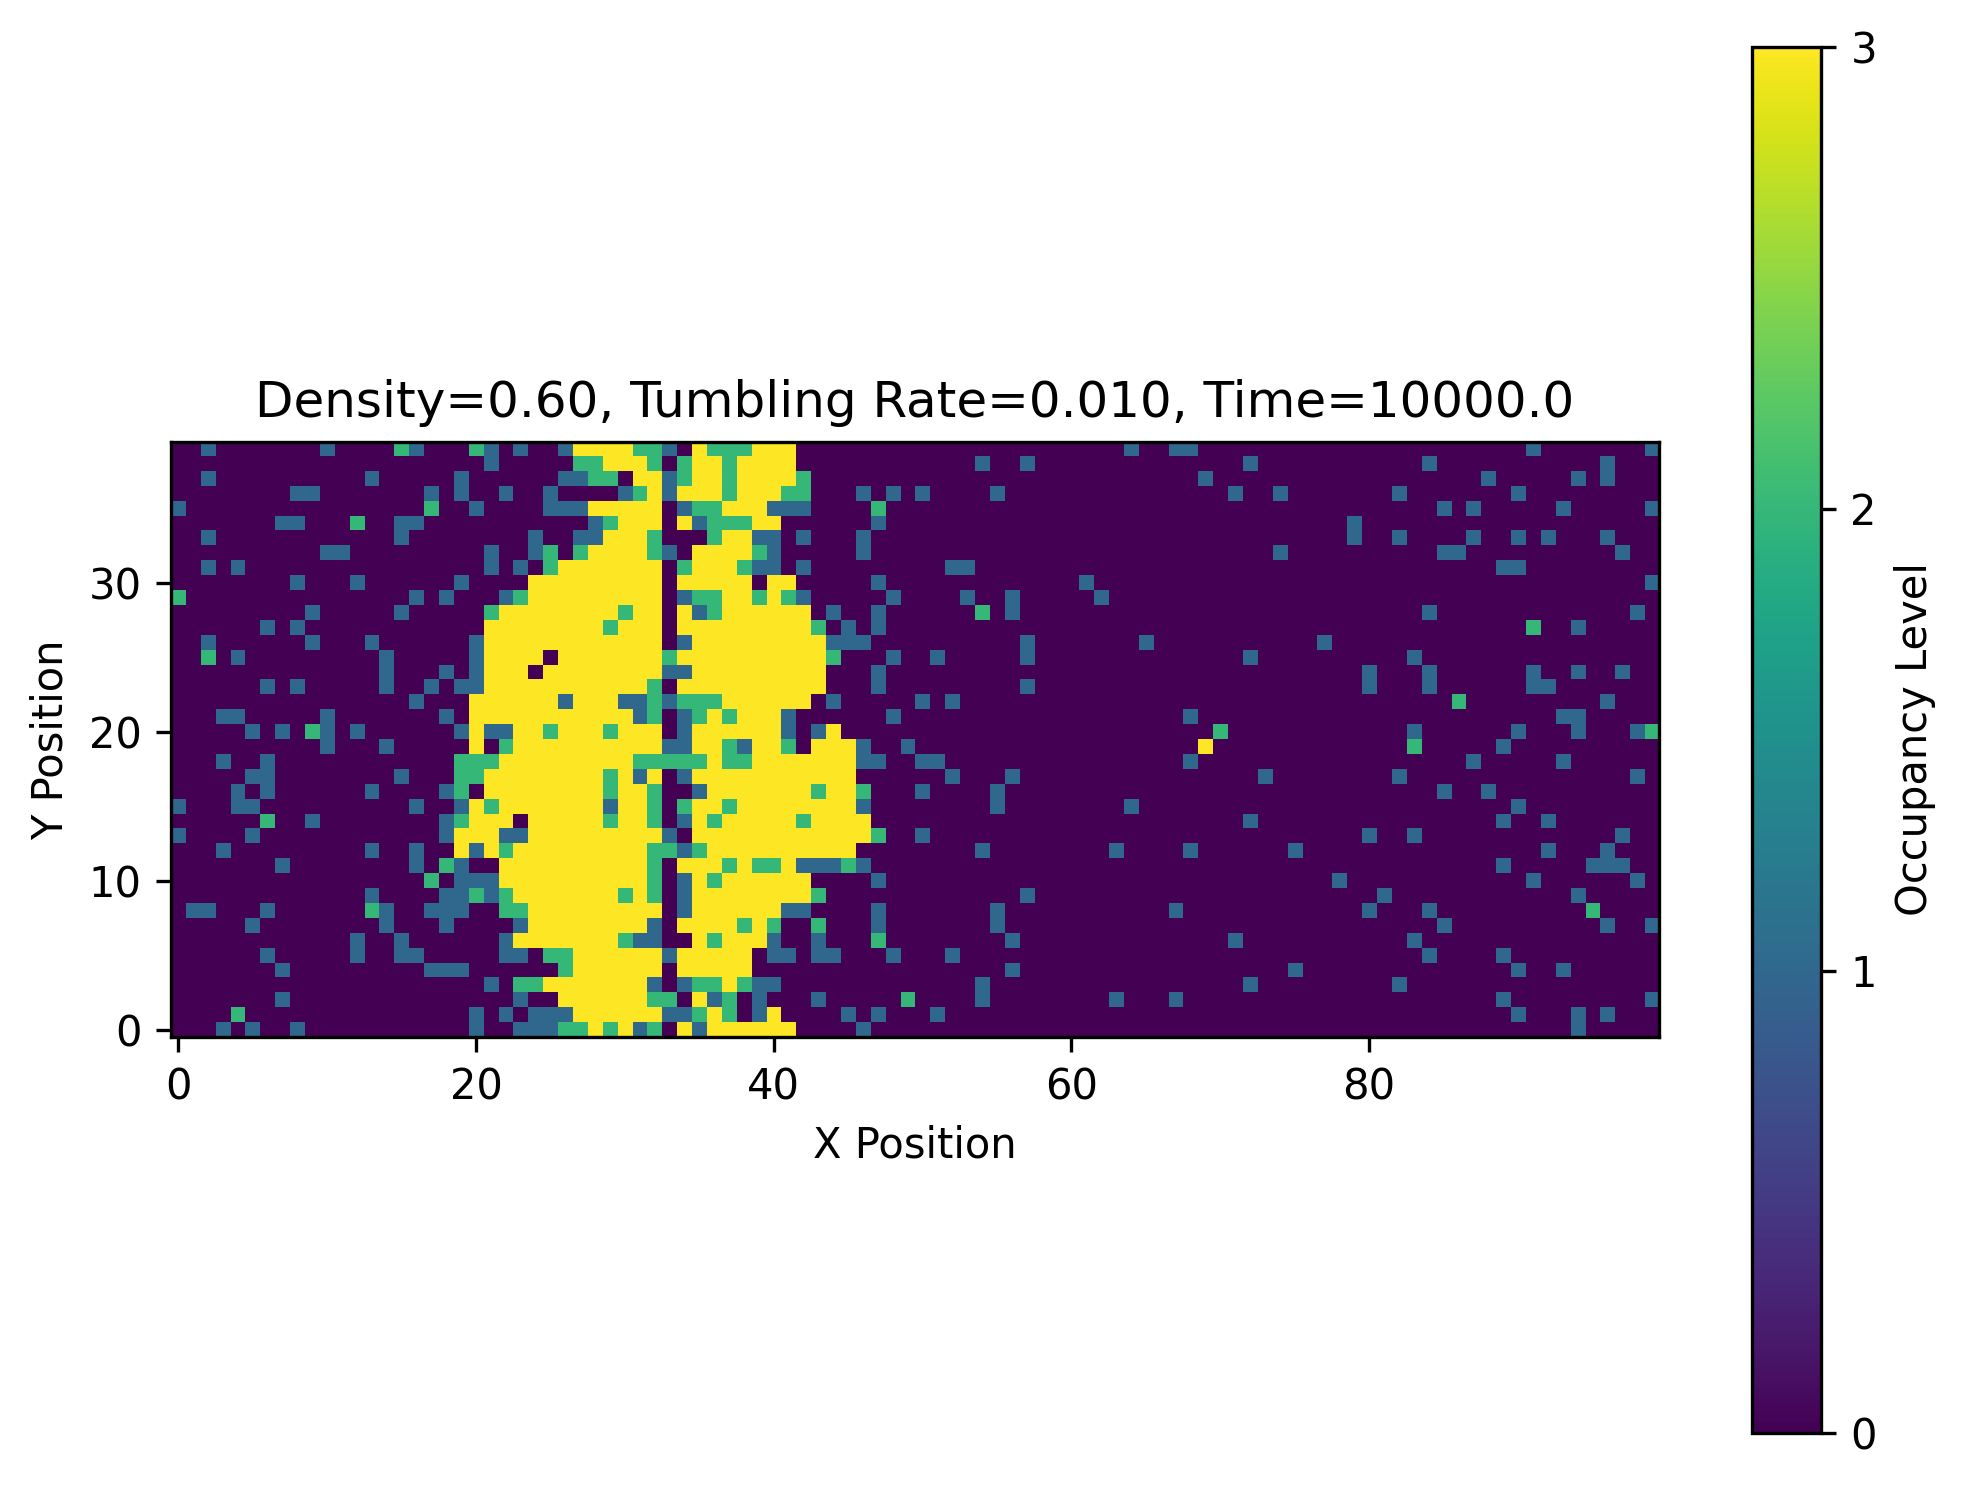 Density=0.60, Tumbling Rate=0.010, Time=10000.0
3
2
1
0
Occupancy Level
30
20
10
0
Y Position
0 20 40 60 80
X Position